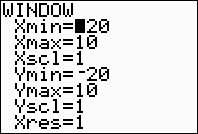 WINDOW
Xmin=-20
Xmax=10
Xscl=1
Ymin=-20
Ymax=10
Yscl=1
Xres=1